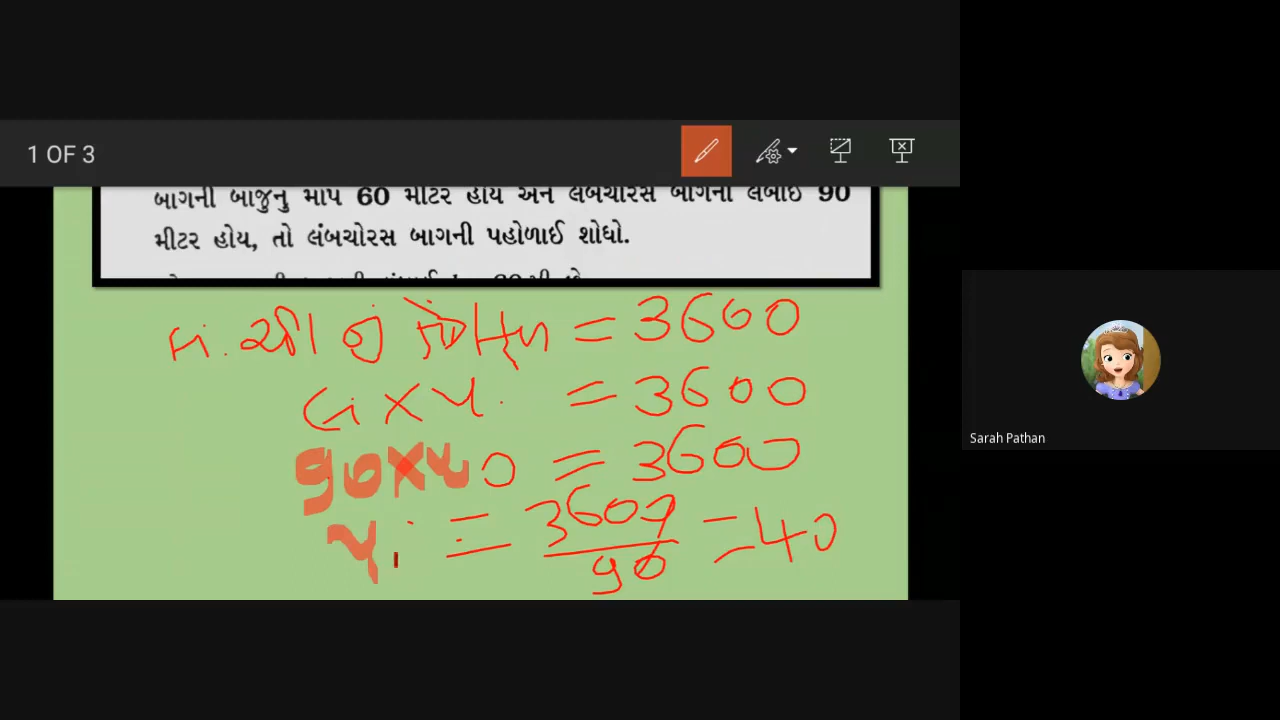 1 OF 3
બાગની બાજુનું માપ 60 મીટર હોય અને લંબચોરસ બાગની લંબાઈ 90
મીટર હોય, તો લંબચોરસ બાગની પહોળાઈ શોધો.
નું = 3600
લં × પ. = 3600
90 × પ = 3600
પ = 3600 / 90 = 40
Sarah Pathan